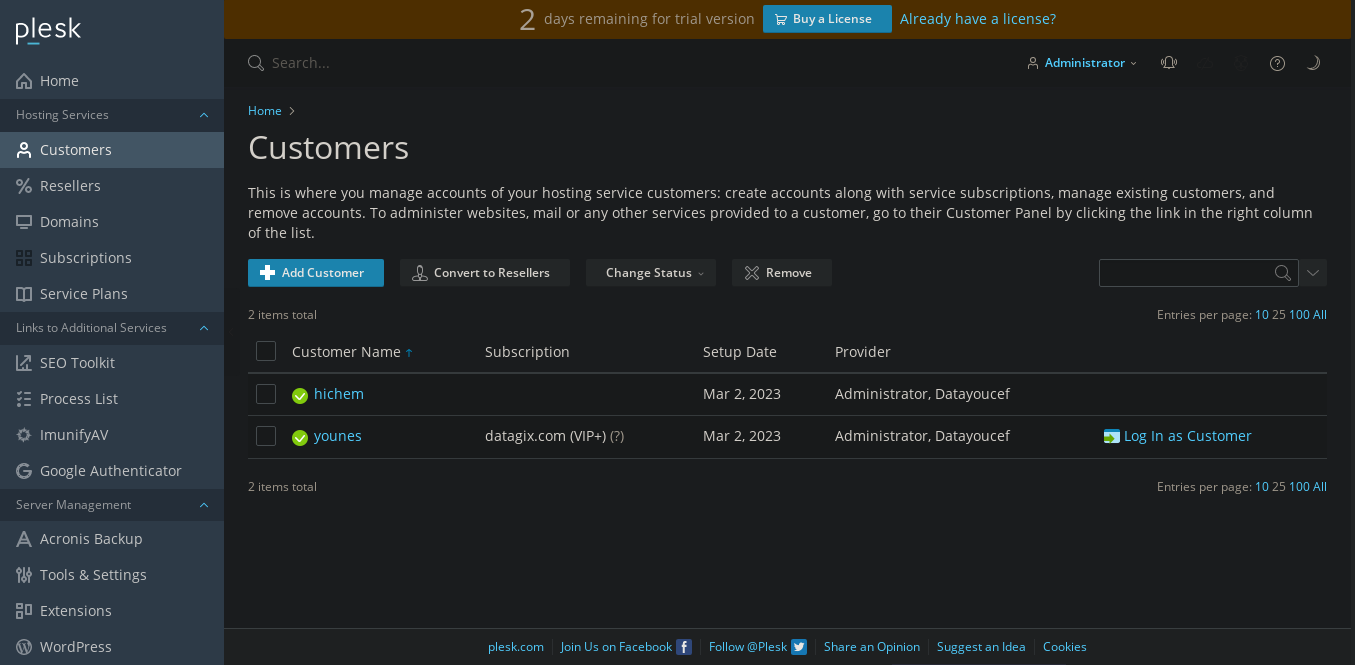 plesk
Home
Hosting Services
Customers
Resellers
Domains
Subscriptions
Service Plans
Links to Additional Services
SEO Toolkit
Process List
ImunifyAV
Google Authenticator
Server Management
Acronis Backup
Tools & Settings
Extensions
WordPress
2 days remaining for trial version Buy a License Already have a license?
Search... Administrator
Home
Customers
This is where you manage accounts of your hosting service customers: create accounts along with service subscriptions, manage existing customers, and
remove accounts. To administer websites, mail or any other services provided to a customer, go to their Customer Panel by clicking the link in the right column
of the list.
Add Customer Convert to Resellers Change Status Remove
2 items total Entries per page: 10 25 100 All
Customer Name ↑ Subscription Setup Date Provider
hichem Mar 2, 2023 Administrator, Datayoucef
younes datagix.com (VIP+) (?) Mar 2, 2023 Administrator, Datayoucef Log In as Customer
2 items total Entries per page: 10 25 100 All
plesk.com Join Us on Facebook Follow @Plesk Share an Opinion Suggest an Idea Cookies